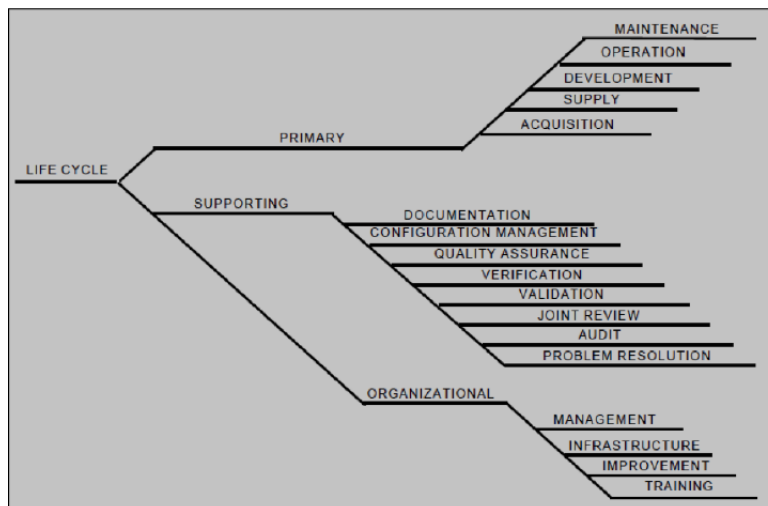 MAINTENANCE
OPERATION
DEVELOPMENT
SUPPLY
ACQUISITION
PRIMARY
LIFE CYCLE
SUPPORTING
DOCUMENTATION
CONFIGURATION MANAGEMENT
QUALITY ASSURANCE
VERIFICATION
VALIDATION
JOINT REVIEW
AUDIT
PROBLEM RESOLUTION
ORGANIZATIONAL
MANAGEMENT
INFRASTRUCTURE
IMPROVEMENT
TRAINING